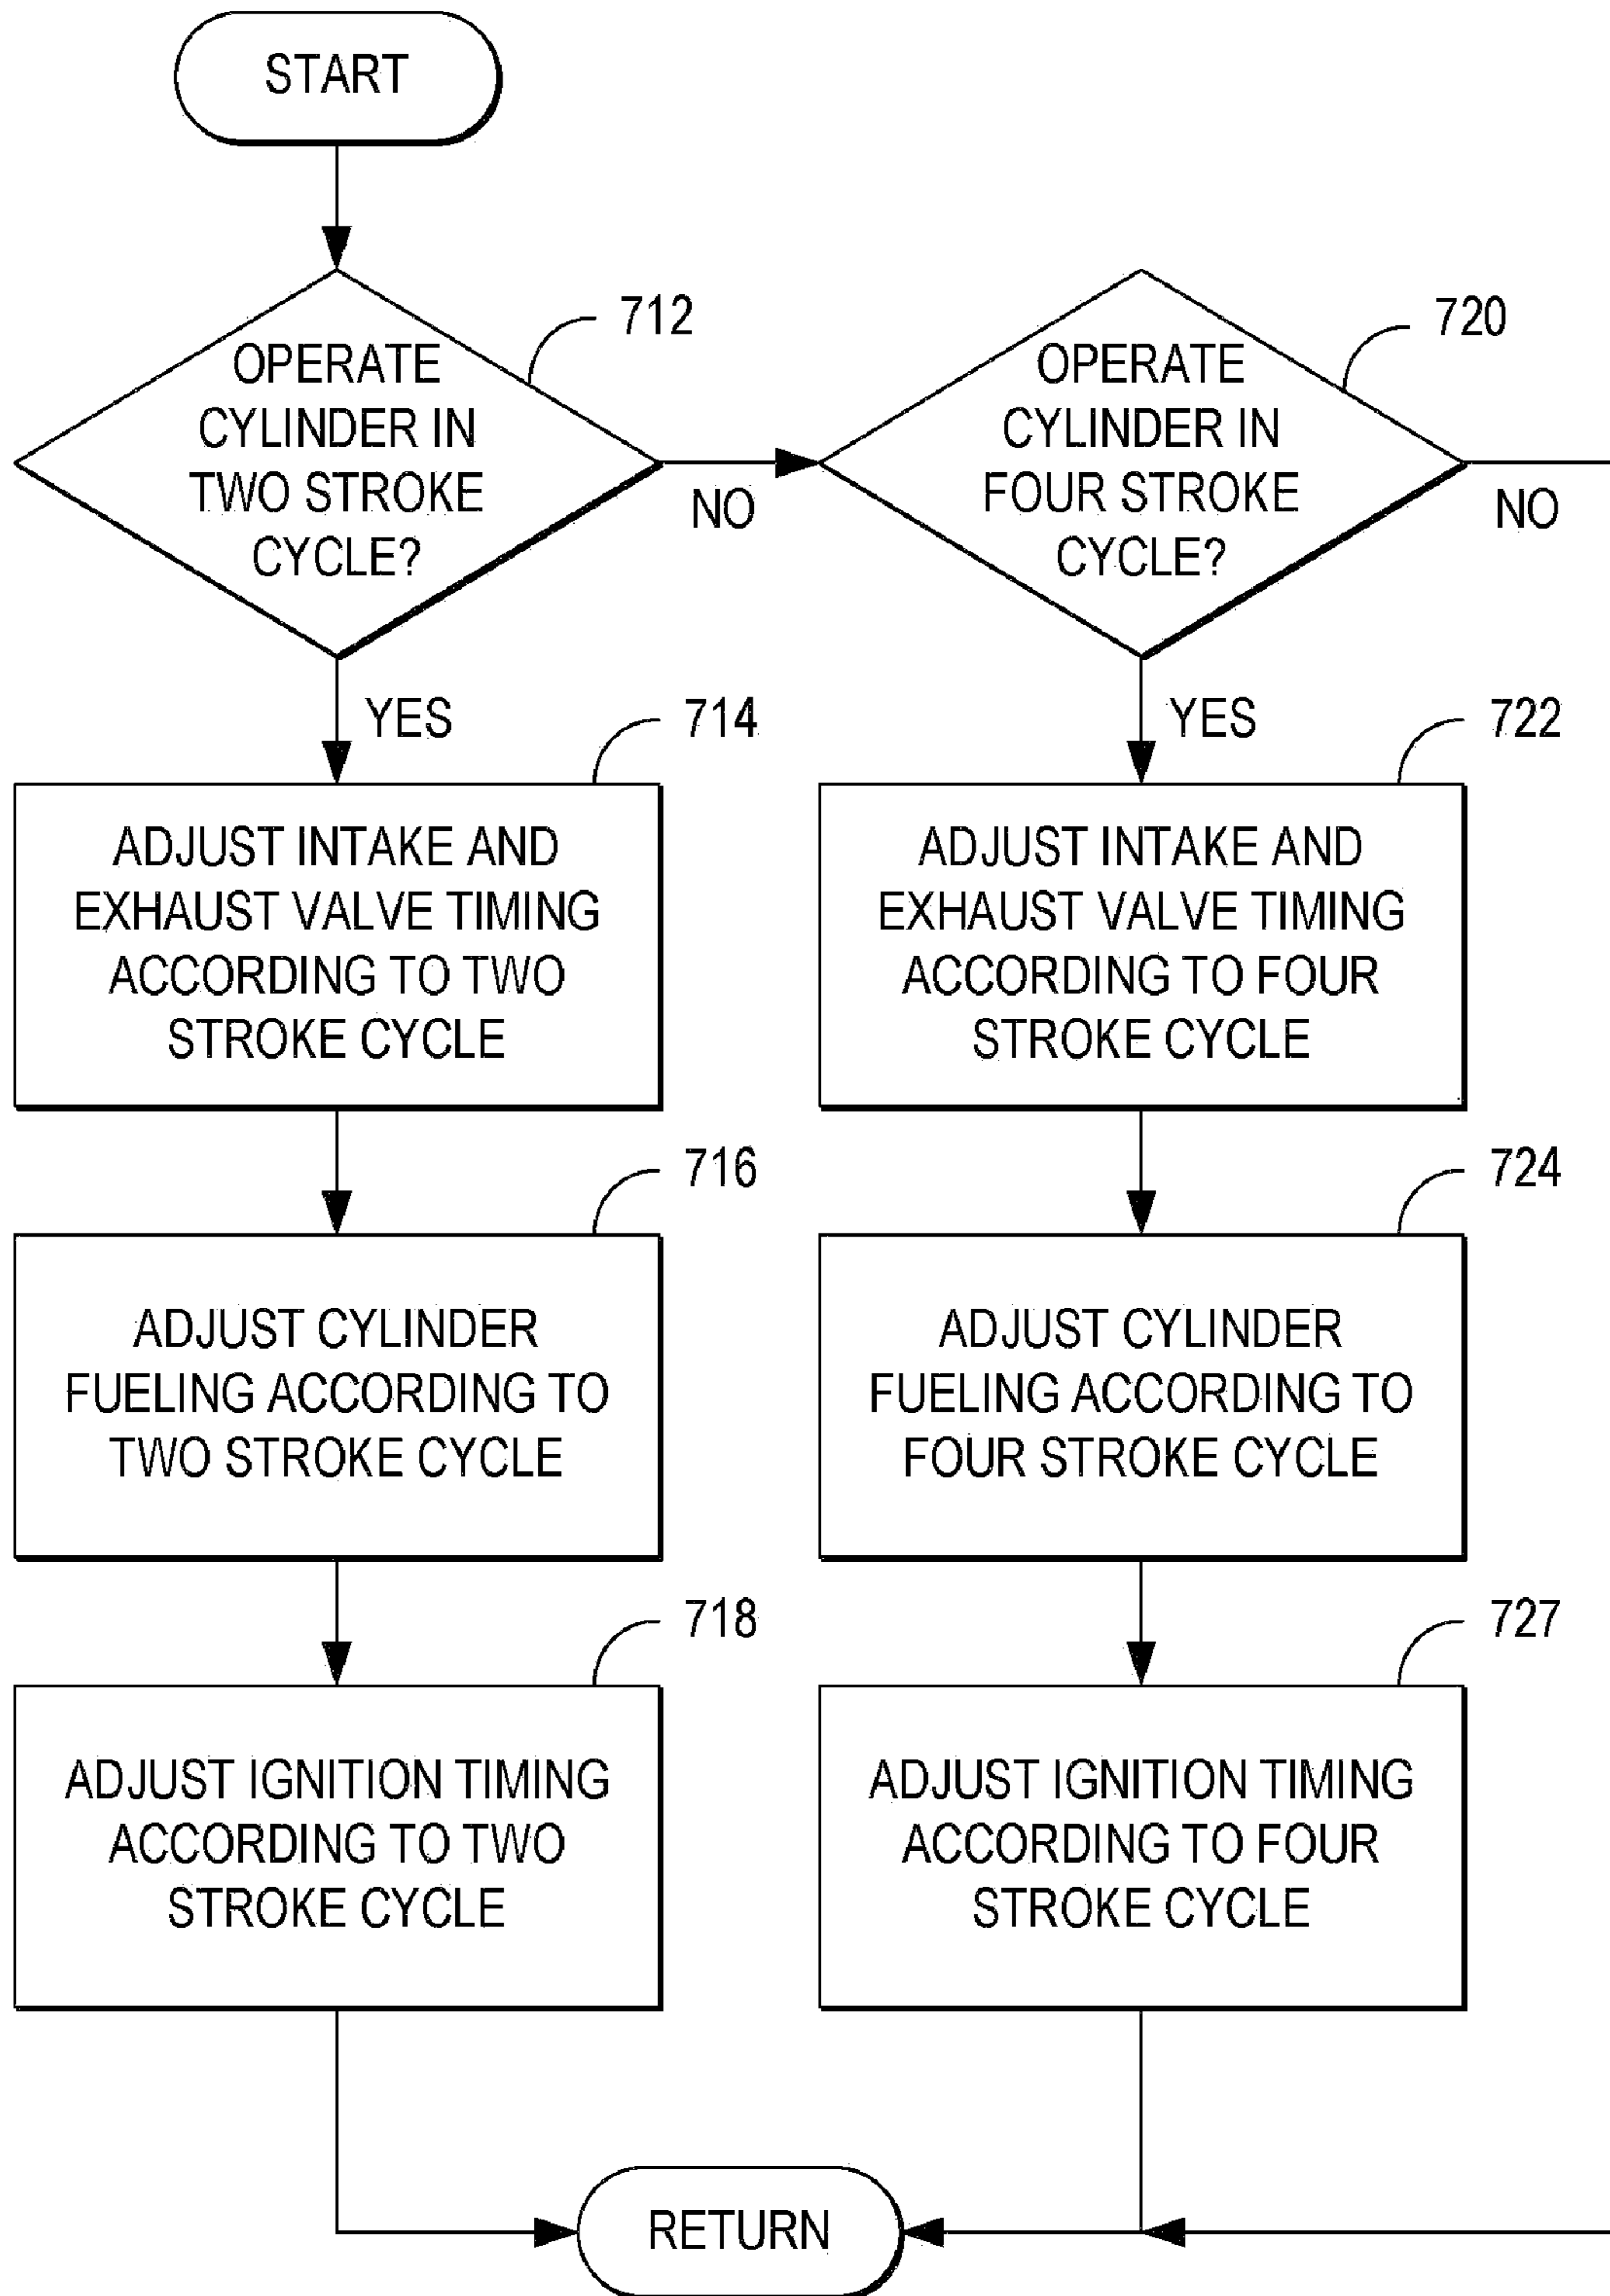 START
712
OPERATE
CYLINDER IN
TWO STROKE
CYCLE?
NO
YES
720
OPERATE
CYLINDER IN
FOUR STROKE
CYCLE?
NO
YES
714
ADJUST INTAKE AND
EXHAUST VALVE TIMING
ACCORDING TO TWO
STROKE CYCLE
722
ADJUST INTAKE AND
EXHAUST VALVE TIMING
ACCORDING TO FOUR
STROKE CYCLE
716
ADJUST CYLINDER
FUELING ACCORDING TO
TWO STROKE CYCLE
724
ADJUST CYLINDER
FUELING ACCORDING TO
FOUR STROKE CYCLE
718
ADJUST IGNITION TIMING
ACCORDING TO TWO
STROKE CYCLE
727
ADJUST IGNITION TIMING
ACCORDING TO FOUR
STROKE CYCLE
RETURN